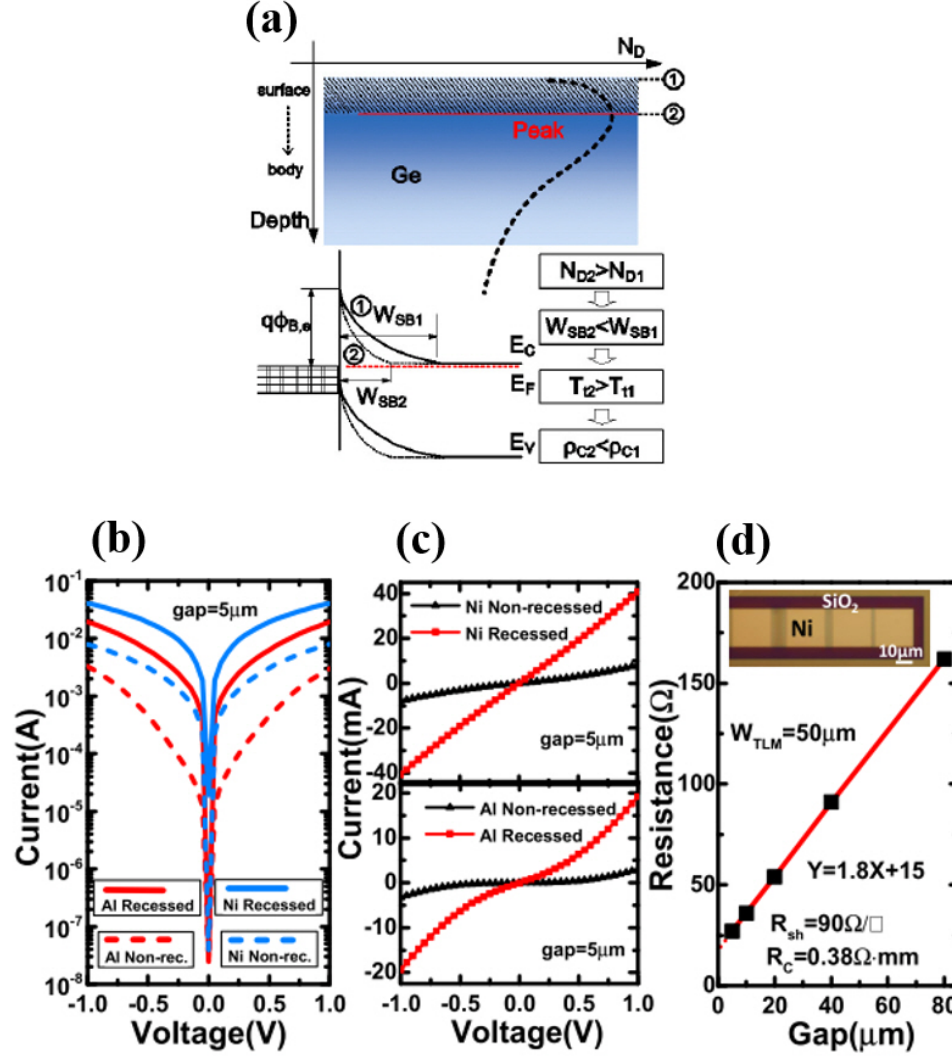 (a)
N_D
①
surface
②
Peak
body
Ge
Depth
N_D2>N_D1
① W_SB1
qϕ_B,e
W_SB2<W_SB1
E_C
②
E_F
T_t2>T_t1
W_SB2
E_V
ρ_C2<ρ_C1
(b)
10^-1
gap=5μm
10^-2
10^-3
10^-4
10^-5
10^-6
10^-7
10^-8
Current(A)
Al Recessed
Ni Recessed
Al Non-rec.
Ni Non-rec.
-1.0 -0.5 0.0 0.5 1.0
Voltage(V)
(c)
40
20
0
-20
-40
Ni Non-recessed
Ni Recessed
gap=5μm
Current(mA)
20
10
0
-10
-20
Al Non-recessed
Al Recessed
gap=5μm
-1.0 -0.5 0.0 0.5 1.0
Voltage(V)
(d)
200
150
100
50
0
Resistance(Ω)
SiO₂
Ni
10μm
W_TLM=50μm
Y=1.8X+15
R_sh=90Ω/□
R_C=0.38Ω·mm
0 20 40 60 80
Gap(μm)